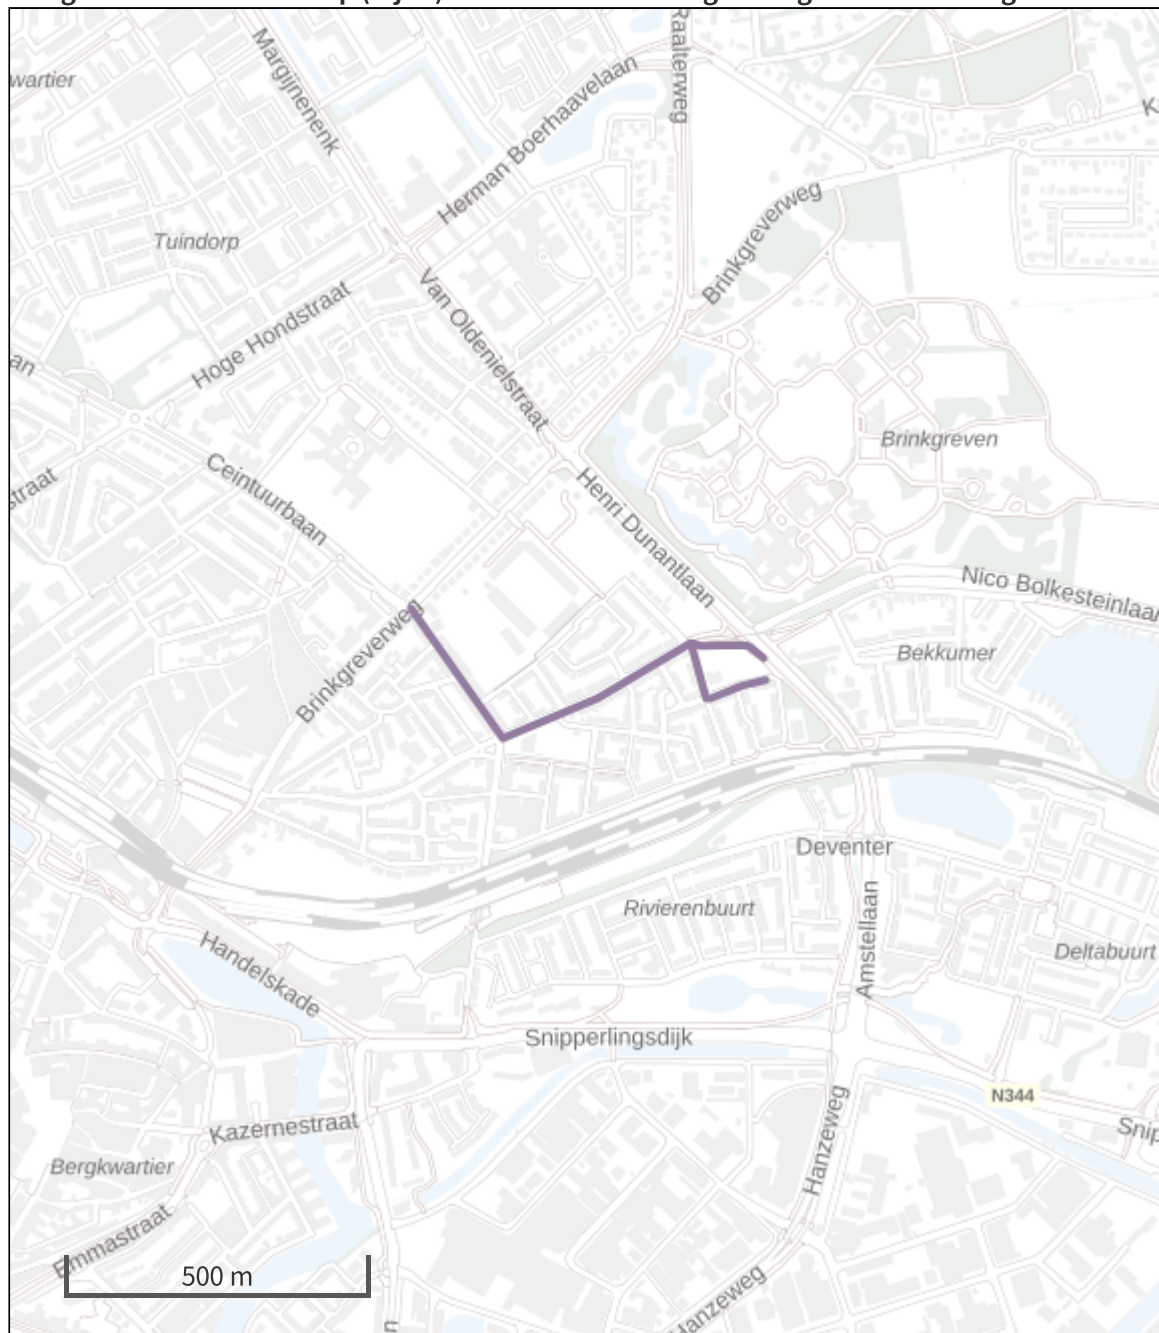 Margijnenenk
Raalterweg
wartier
Herman Boerhaavelaan
Tuindorp
Brinkgreverweg
Van Oldenielstraat
Hoge Hondstraat
an
Brinkgreven
straat
Ceintuurbaan
Henri Dunantlaan
Nico Bolkesteinlaan
Brinkgreverweg
Bekkumer
Deventer
Rivierenbuurt
Amstellaan
Deltabuurt
Handelskade
Snipperlingsdijk
N344
Kazernestraat
Snip
Hanzeweg
Bergkwartier
Emmastraat
500 m
Hanzeweg